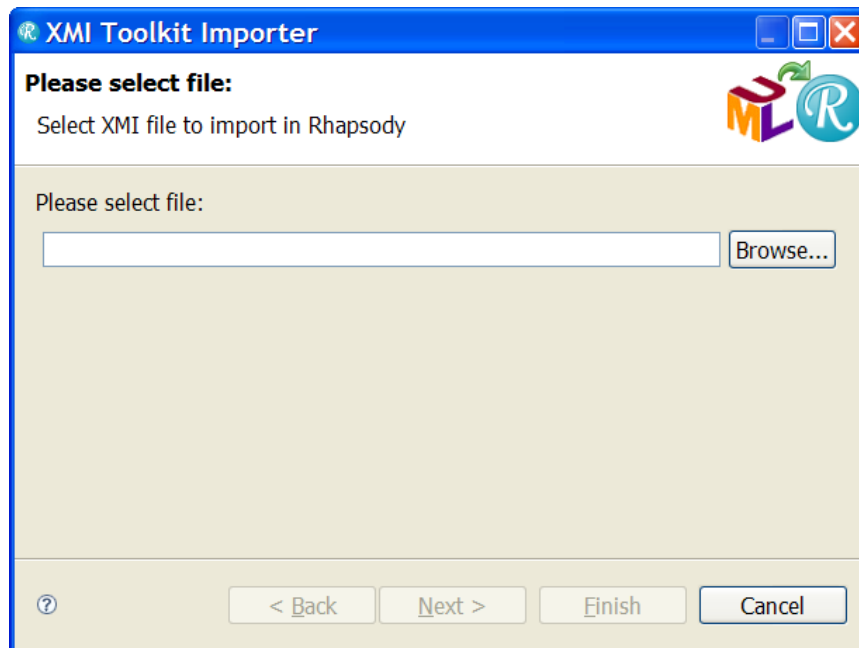 XMI Toolkit Importer
Please select file:
Select XMI file to import in Rhapsody
UML R
Please select file:
Browse...
< Back Next > Finish Cancel